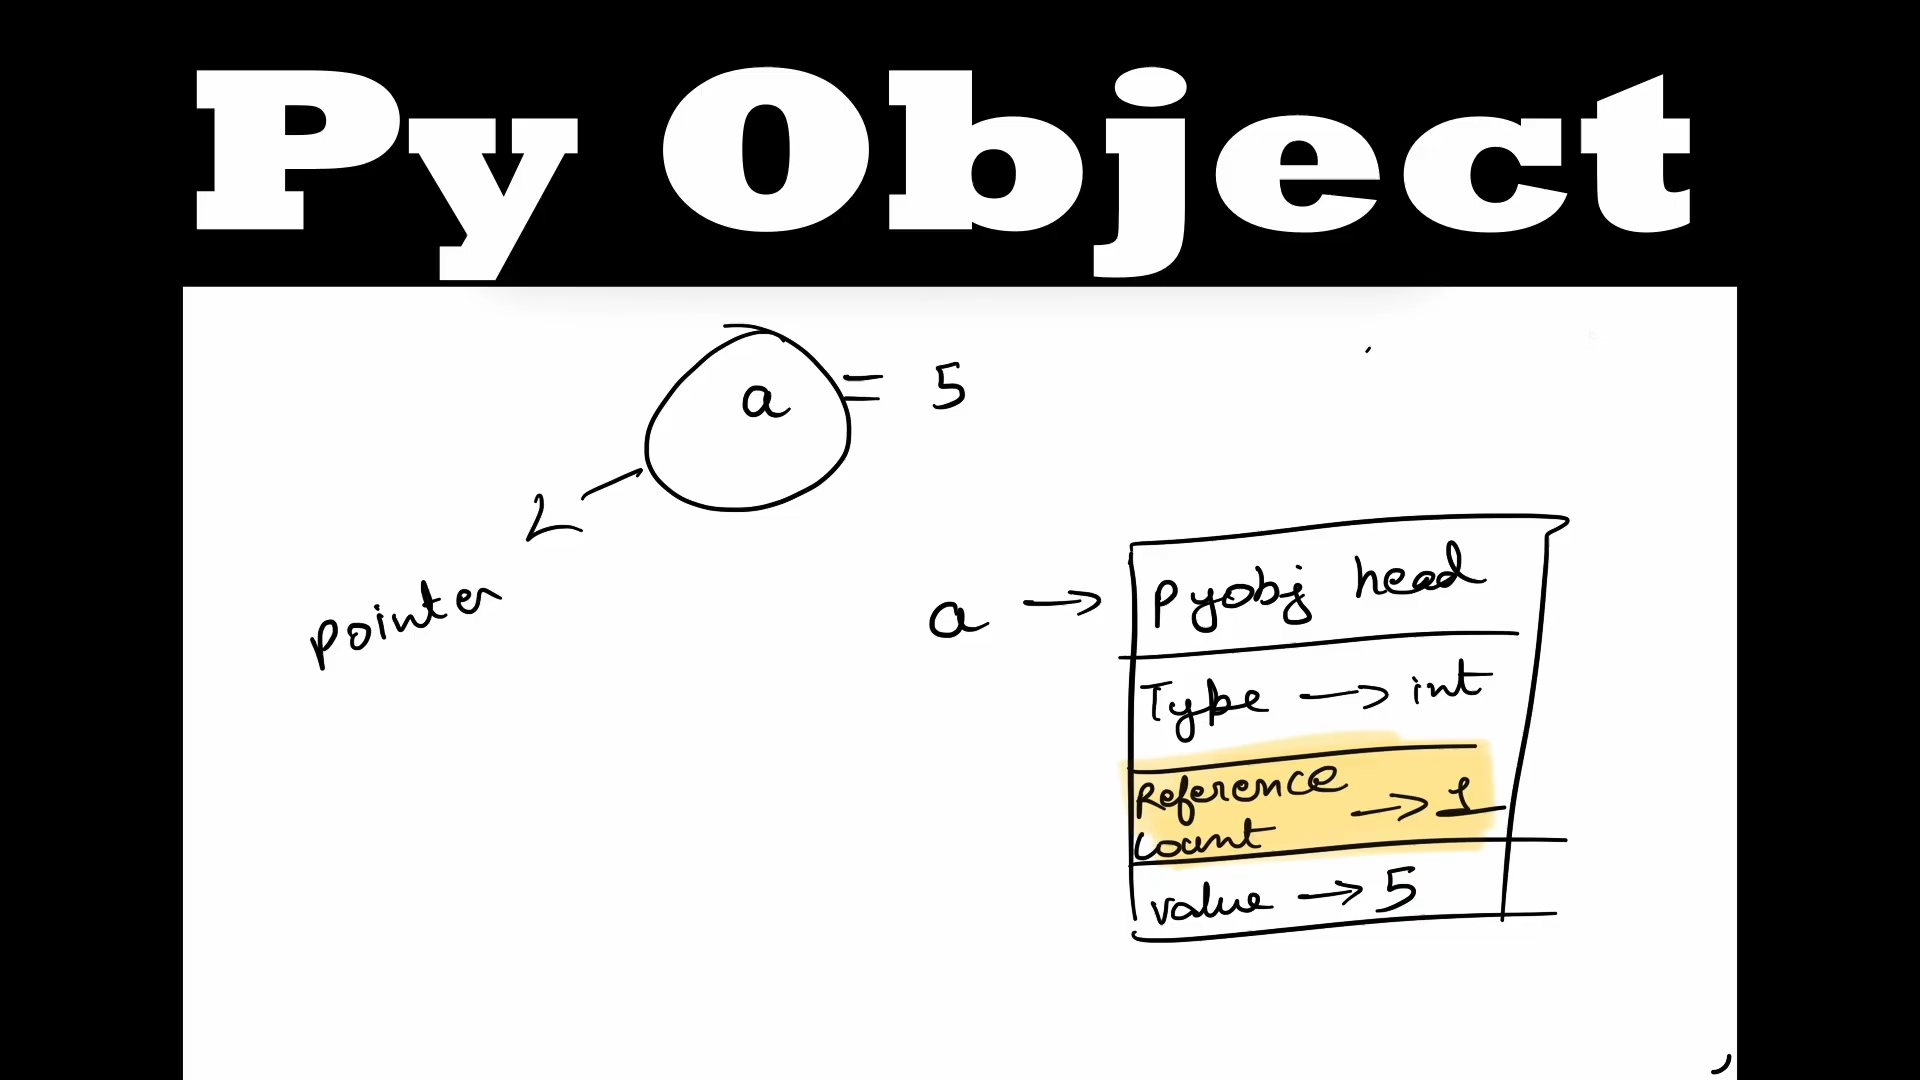 Py Object
a = 5
pointer
a → Pyobj head
Type → int
Reference
count → 1
value → 5